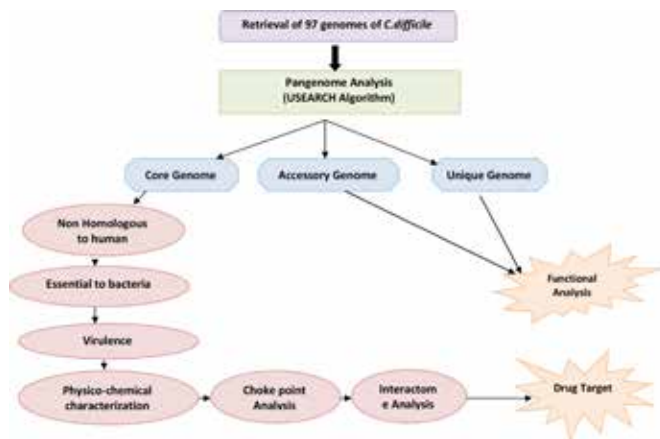 Retrieval of 97 genomes of C.difficile
Pangenome Analysis
(USEARCH Algorithm)
Core Genome
Accessory Genome
Unique Genome
Non Homologous
to human
Essential to bacteria
Functional
Analysis
Virulence
Physico-chemical
characterization
Choke point
Analysis
Interactom
e Analysis
Drug Target